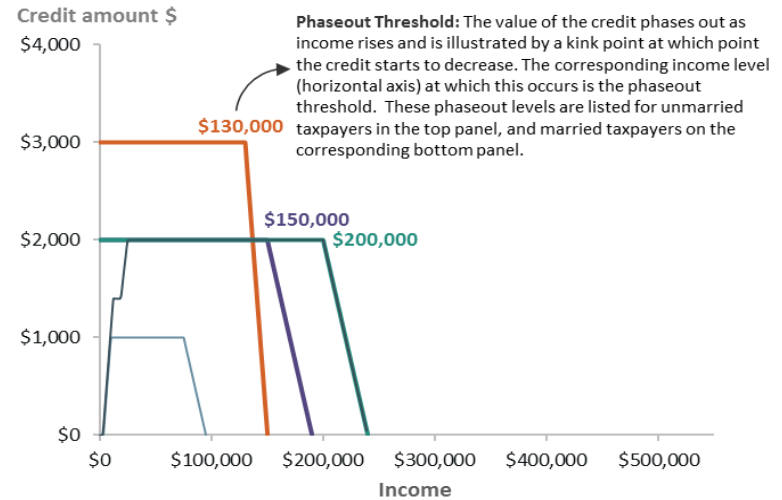 Credit amount $
Phaseout Threshold: The value of the credit phases out as
income rises and is illustrated by a kink point at which point
the credit starts to decrease. The corresponding income level
(horizontal axis) at which this occurs is the phaseout
threshold.  These phaseout levels are listed for unmarried
taxpayers in the top panel, and married taxpayers on the
corresponding bottom panel.
$4,000
$130,000
$3,000
$150,000
$2,000
$200,000
$1,000
$0
$0
$100,000
$200,000
$300,000
$400,000
$500,000
Income